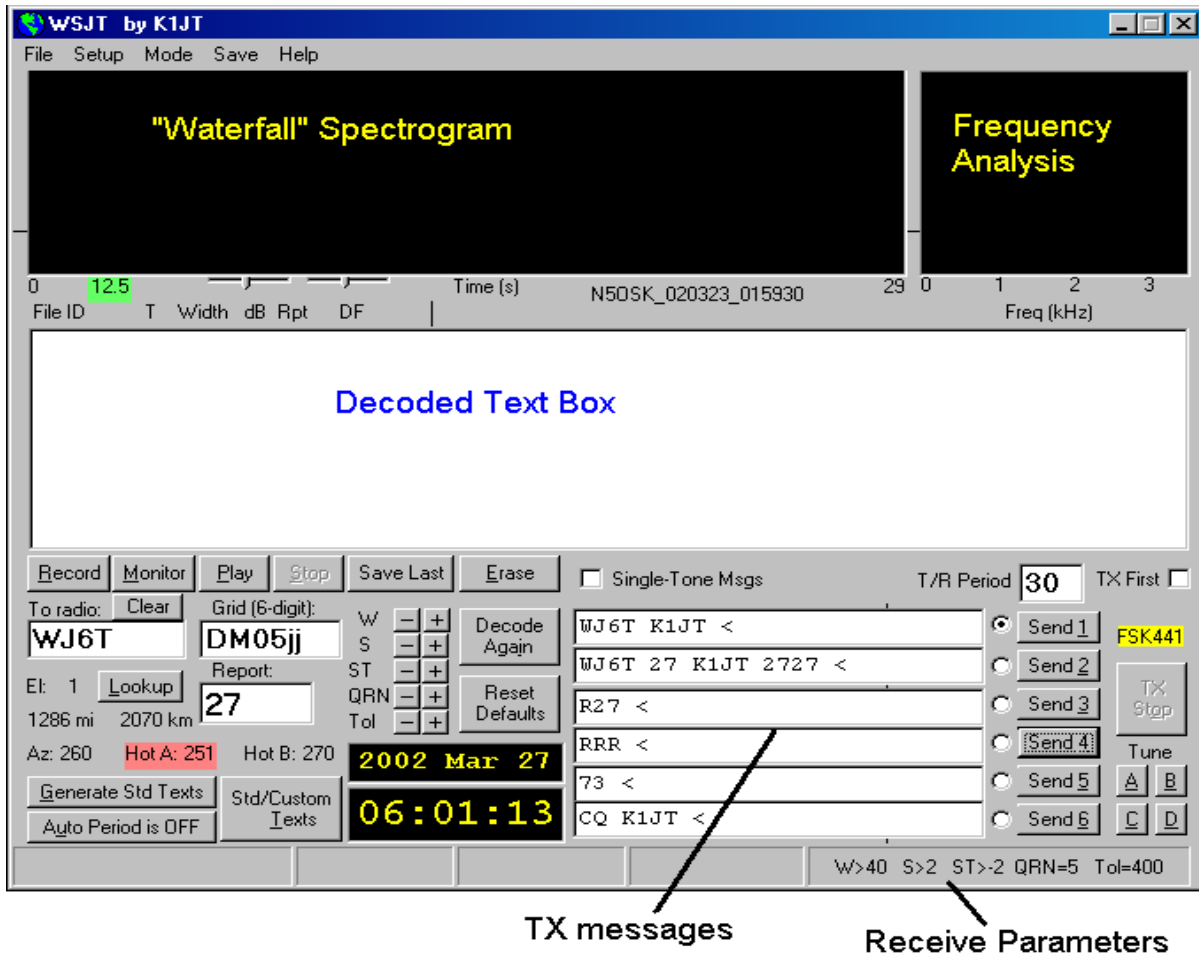 WSJT by K1JT
File Setup Mode Save Help
"Waterfall" Spectrogram
Frequency
Analysis
0 12.5 Time (s) N5OSK_020323_015930 29 0 1 2 3
File ID T Width dB Rpt DF Freq (kHz)
Decoded Text Box
Record Monitor Play Stop Save Last Erase Single-Tone Msgs T/R Period 30 TX First
To radio: Clear Grid (6-digit):
WJ6T DM05jj
W - +
S - +
ST - +
QRN - +
Tol - +
Decode
Again
Reset
Defaults
El: 1 Lookup Report:
1286 mi 2070 km 27
Az: 260 Hot A: 251 Hot B: 270
2002 Mar 27
06:01:13
Generate Std Texts
Auto Period is OFF
Std/Custom
Texts
WJ6T K1JT < Send 1
WJ6T 27 K1JT 2727 < Send 2
R27 < Send 3
RRR < Send 4
73 < Send 5
CQ K1JT < Send 6
FSK441
TX
Stop
Tune
A B
C D
W>40 S>2 ST>-2 QRN=5 Tol=400
TX messages
Receive Parameters